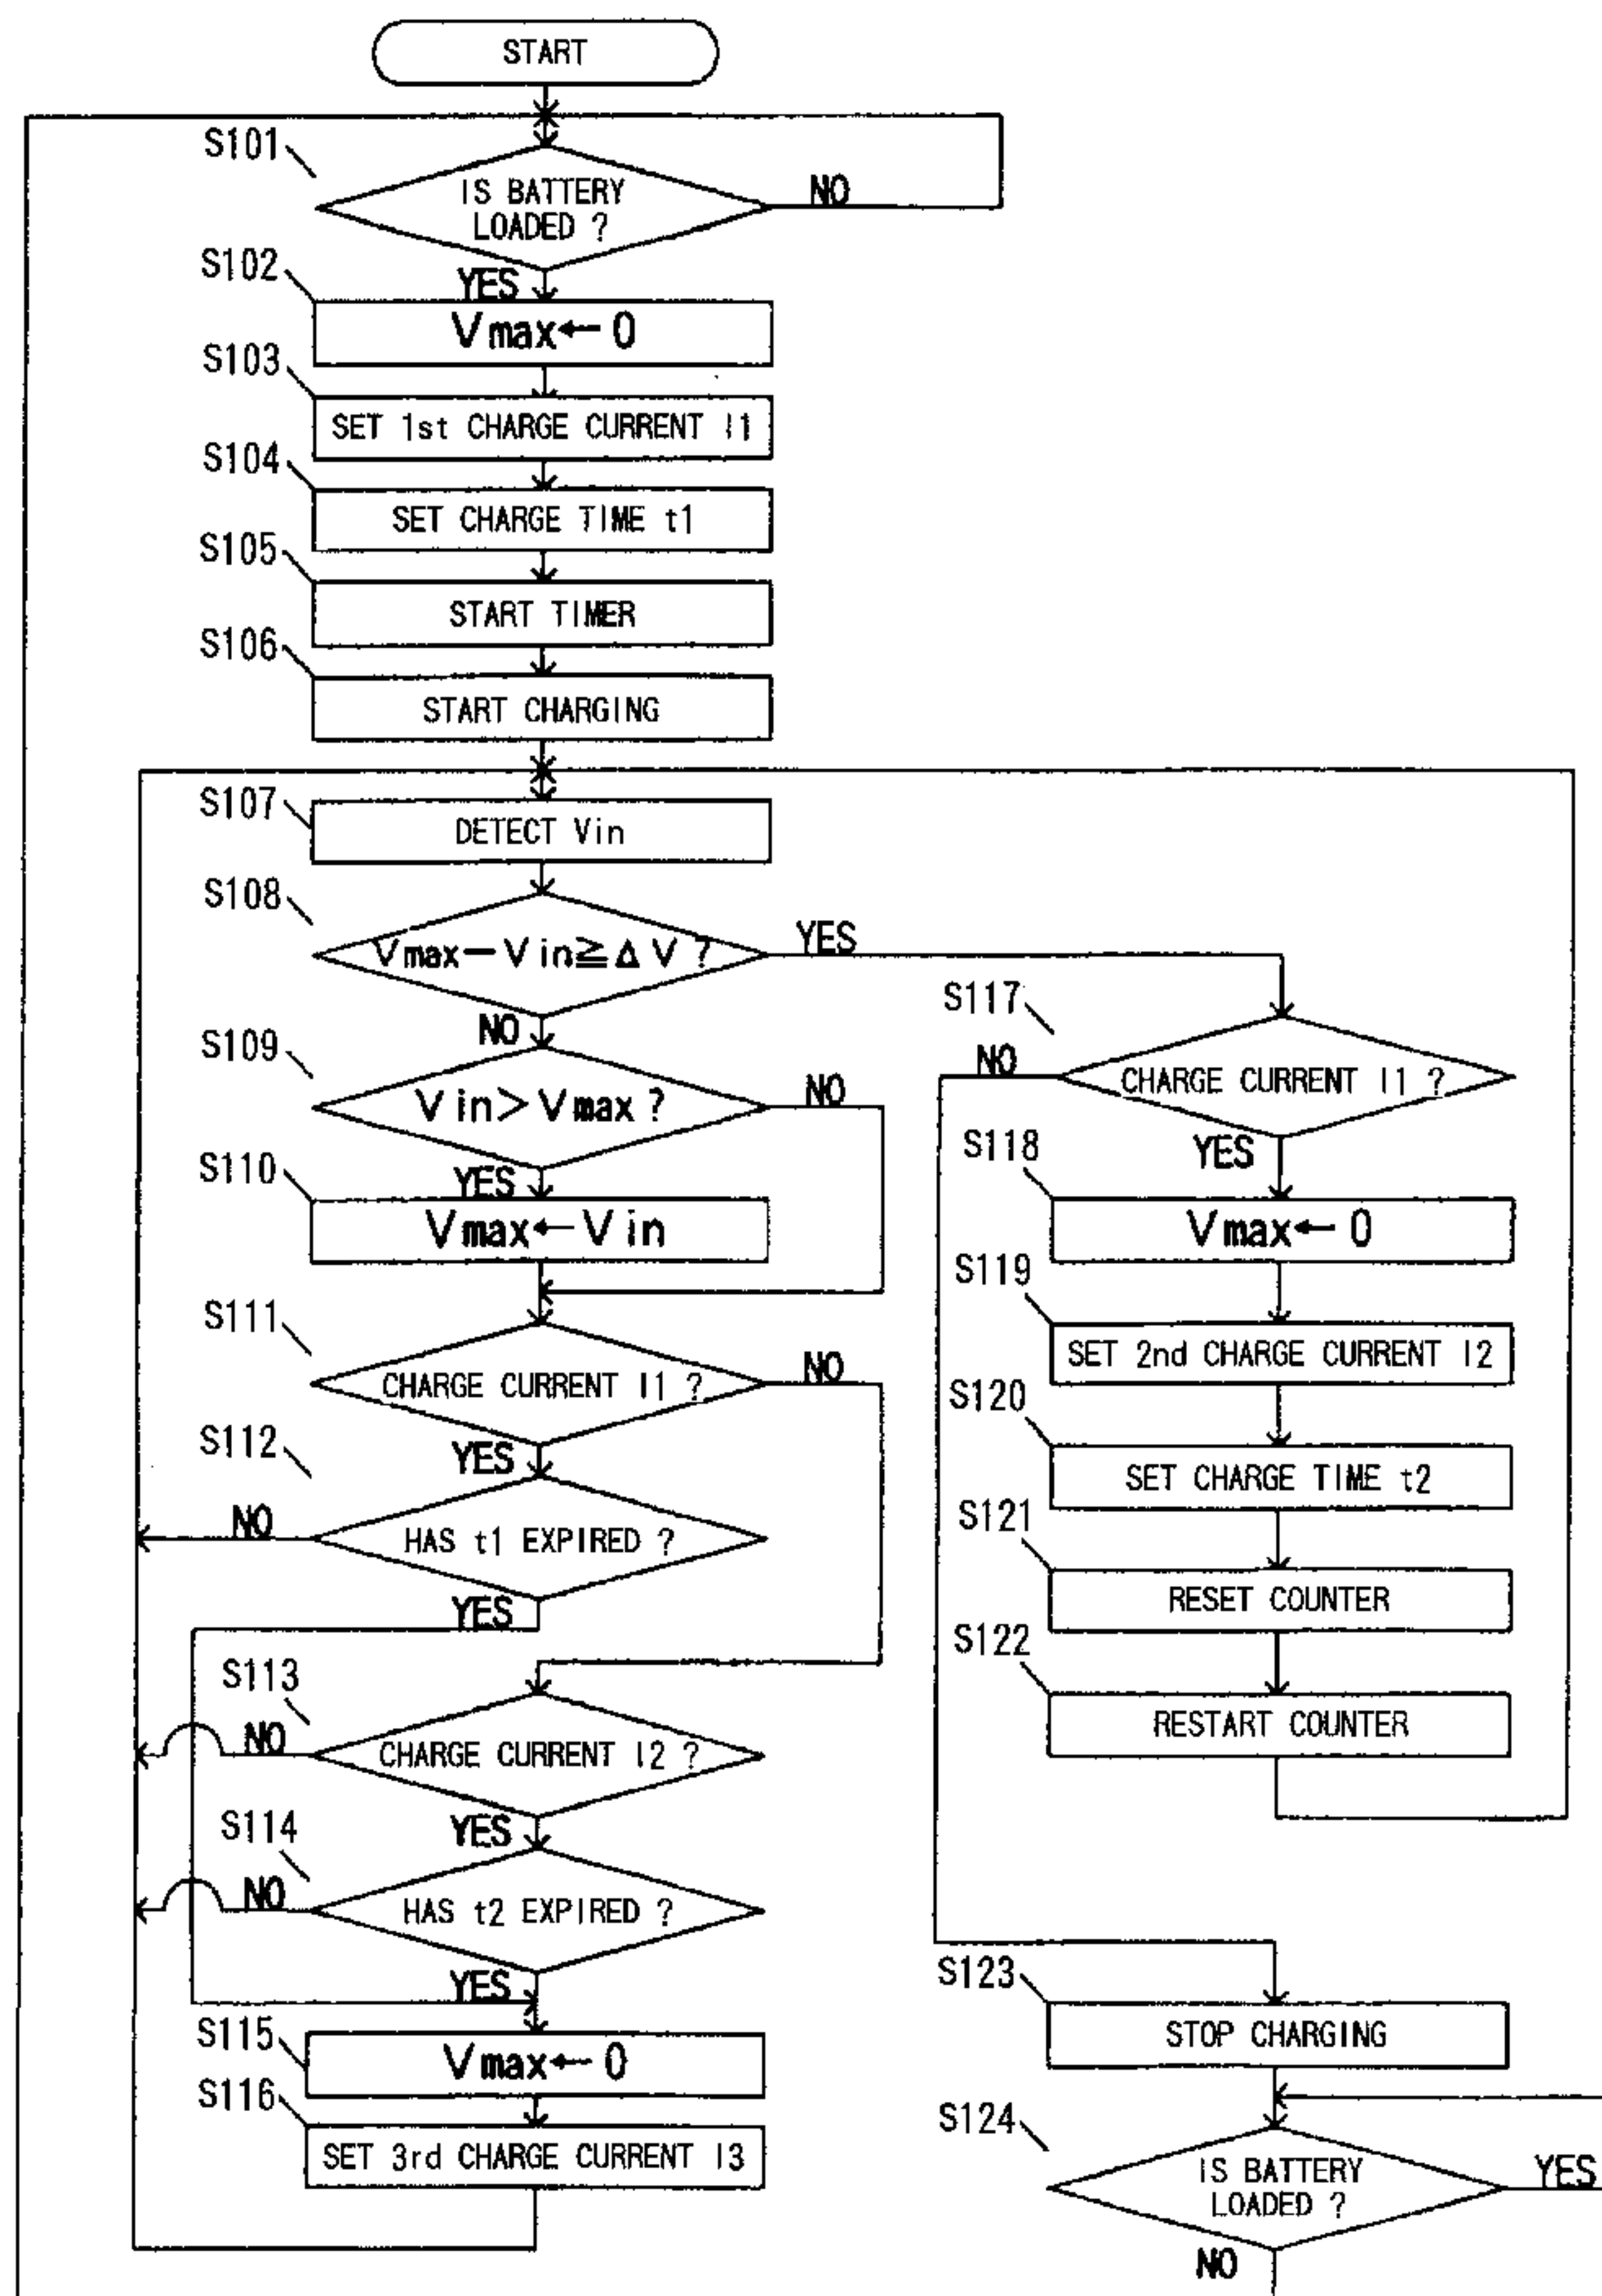 START
S101
IS BATTERY
LOADED ?
NO
YES
S102
Vmax←0
S103
SET 1st CHARGE CURRENT I1
S104
SET CHARGE TIME t1
S105
START TIMER
S106
START CHARGING
S107
DETECT Vin
S108
Vmax−Vin≧ΔV ?
YES
NO
S109
Vin>Vmax ?
NO
YES
S110
Vmax←Vin
S111
CHARGE CURRENT I1 ?
NO
YES
S112
HAS t1 EXPIRED ?
NO
YES
S113
CHARGE CURRENT I2 ?
NO
YES
S114
HAS t2 EXPIRED ?
NO
YES
S115
Vmax←0
S116
SET 3rd CHARGE CURRENT I3
S117
CHARGE CURRENT I1 ?
NO
YES
S118
Vmax←0
S119
SET 2nd CHARGE CURRENT I2
S120
SET CHARGE TIME t2
S121
RESET COUNTER
S122
RESTART COUNTER
S123
STOP CHARGING
S124
IS BATTERY
LOADED ?
YES
NO